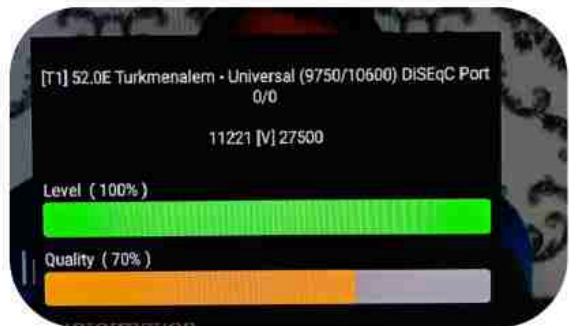 [T1] 52.0E Turkmenalem - Universal (9750/10600) DiSEqC Port
0/0
11221 [V] 27500
Level ( 100% )
Quality ( 70% )